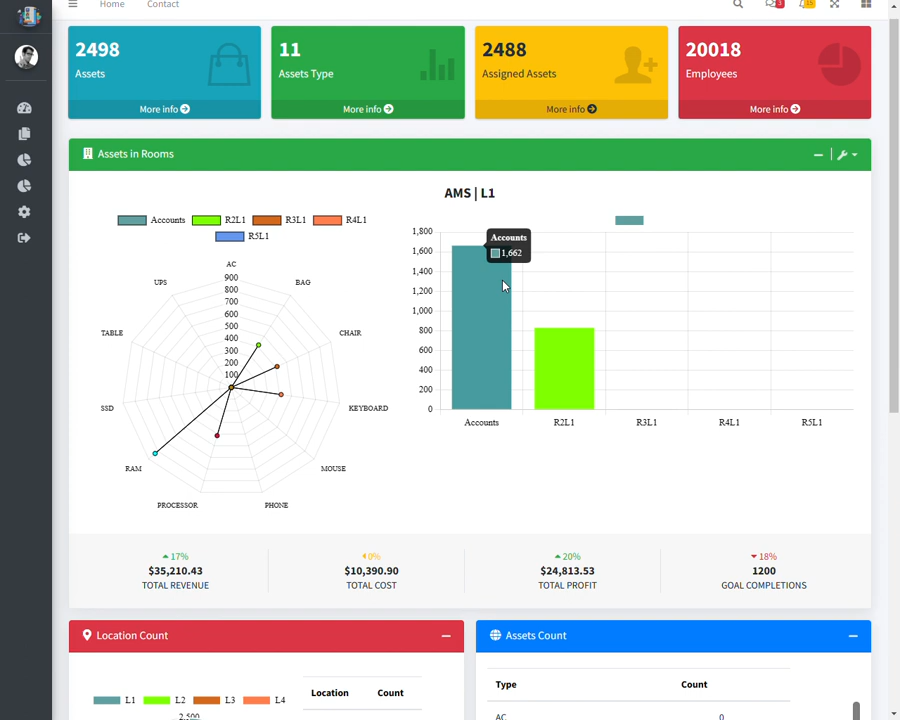 Home Contact 3 15
2498
Assets
More info
11
Assets Type
More info
2488
Assigned Assets
More info
20018
Employees
More info
Assets in Rooms
AMS | L1
Accounts R2L1 R3L1 R4L1
R5L1
AC
BAG
CHAIR
KEYBOARD
MOUSE
PHONE
PROCESSOR
RAM
SSD
TABLE
UPS
900
800
700
600
500
400
300
200
100
1,800
1,600
1,400
1,200
1,000
800
600
400
200
0
Accounts
1,662
Accounts R2L1 R3L1 R4L1 R5L1
17%
$35,210.43
TOTAL REVENUE
0%
$10,390.90
TOTAL COST
20%
$24,813.53
TOTAL PROFIT
18%
1200
GOAL COMPLETIONS
Location Count
L1 L2 L3 L4
2,500
Location Count
Assets Count
Type Count
AC 0